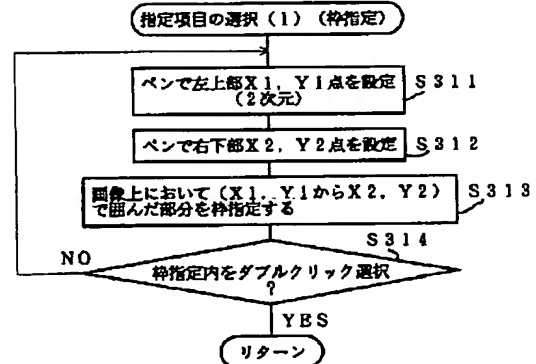 指定項目の選択(1)(枠指定)
ペンで左上部X1, Y1点を設定
(2次元)
S311
ペンで右下部X2, Y2点を設定
S312
画像上において(X1..Y1からX2, Y2)
で囲んだ部分を枠指定する
S313
S314
NO
枠指定内をダブルクリック選択
?
YES
リターン